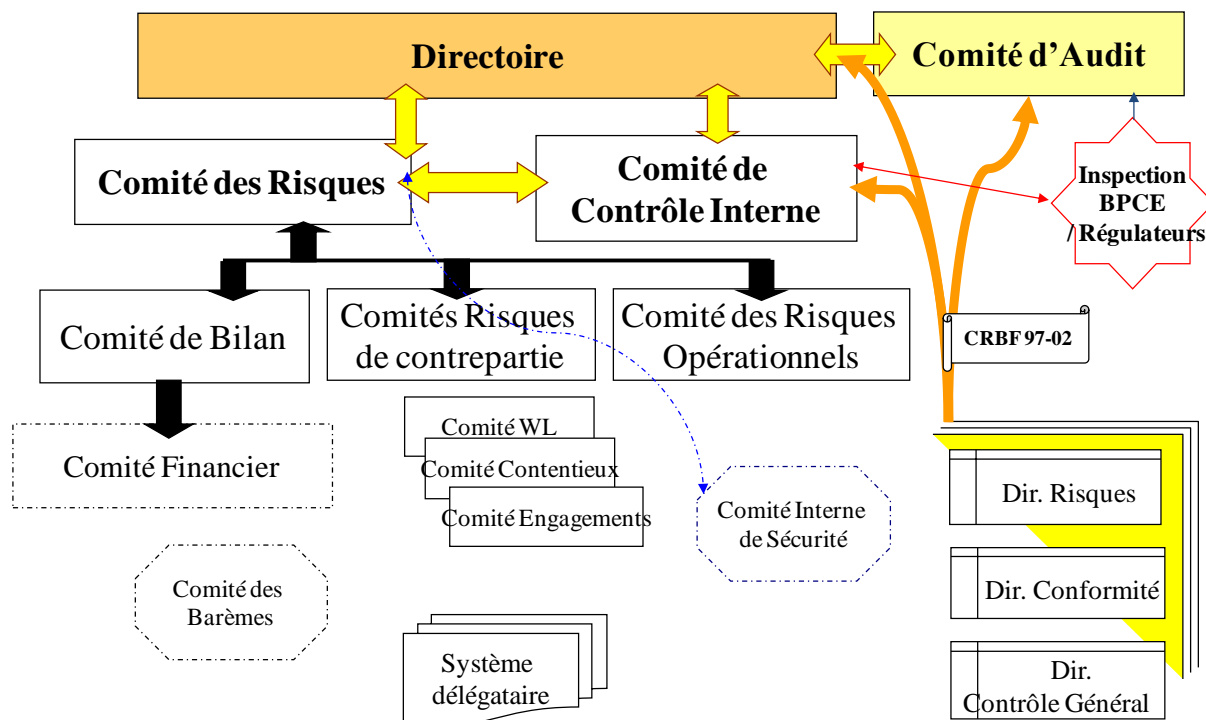 Directoire
Comité d’Audit
Comité des Risques
Comité de
Contrôle Interne
Inspection
BPCE
/ Régulateurs
Comité de Bilan
Comités Risques
de contrepartie
Comité des Risques
Opérationnels
CRBF 97-02
Comité Financier
Comité WL
Comité Contentieux
Comité Engagements
Comité Interne
de Sécurité
Dir. Risques
Comité des
Barèmes
Dir. Conformité
Système
délégataire
Dir.
Contrôle Général